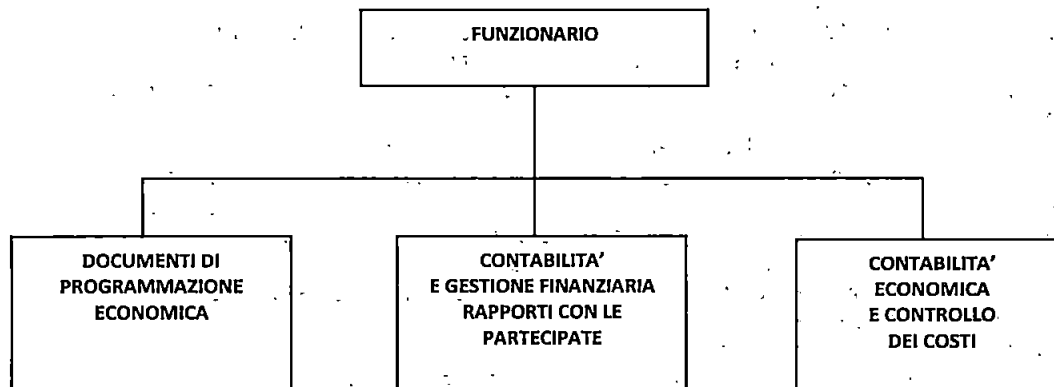 FUNZIONARIO
DOCUMENTI DI
PROGRAMMAZIONE
ECONOMICA
CONTABILITA'
E GESTIONE FINANZIARIA
RAPPORTI CON LE
PARTECIPATE
CONTABILITA'
ECONOMICA
E CONTROLLO
DEI COSTI